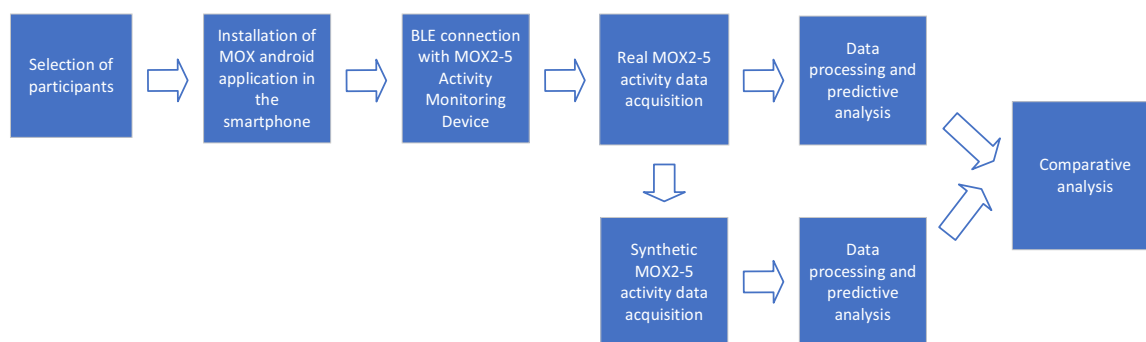 Selection of
participants
Installation of
MOX android
application in
the
smartphone
BLE connection
with MOX2-5
Activity
Monitoring
Device
Real MOX2-5
activity data
acquisition
Data
processing and
predictive
analysis
Comparative
analysis
Synthetic
MOX2-5
activity data
acquisition
Data
processing and
predictive
analysis